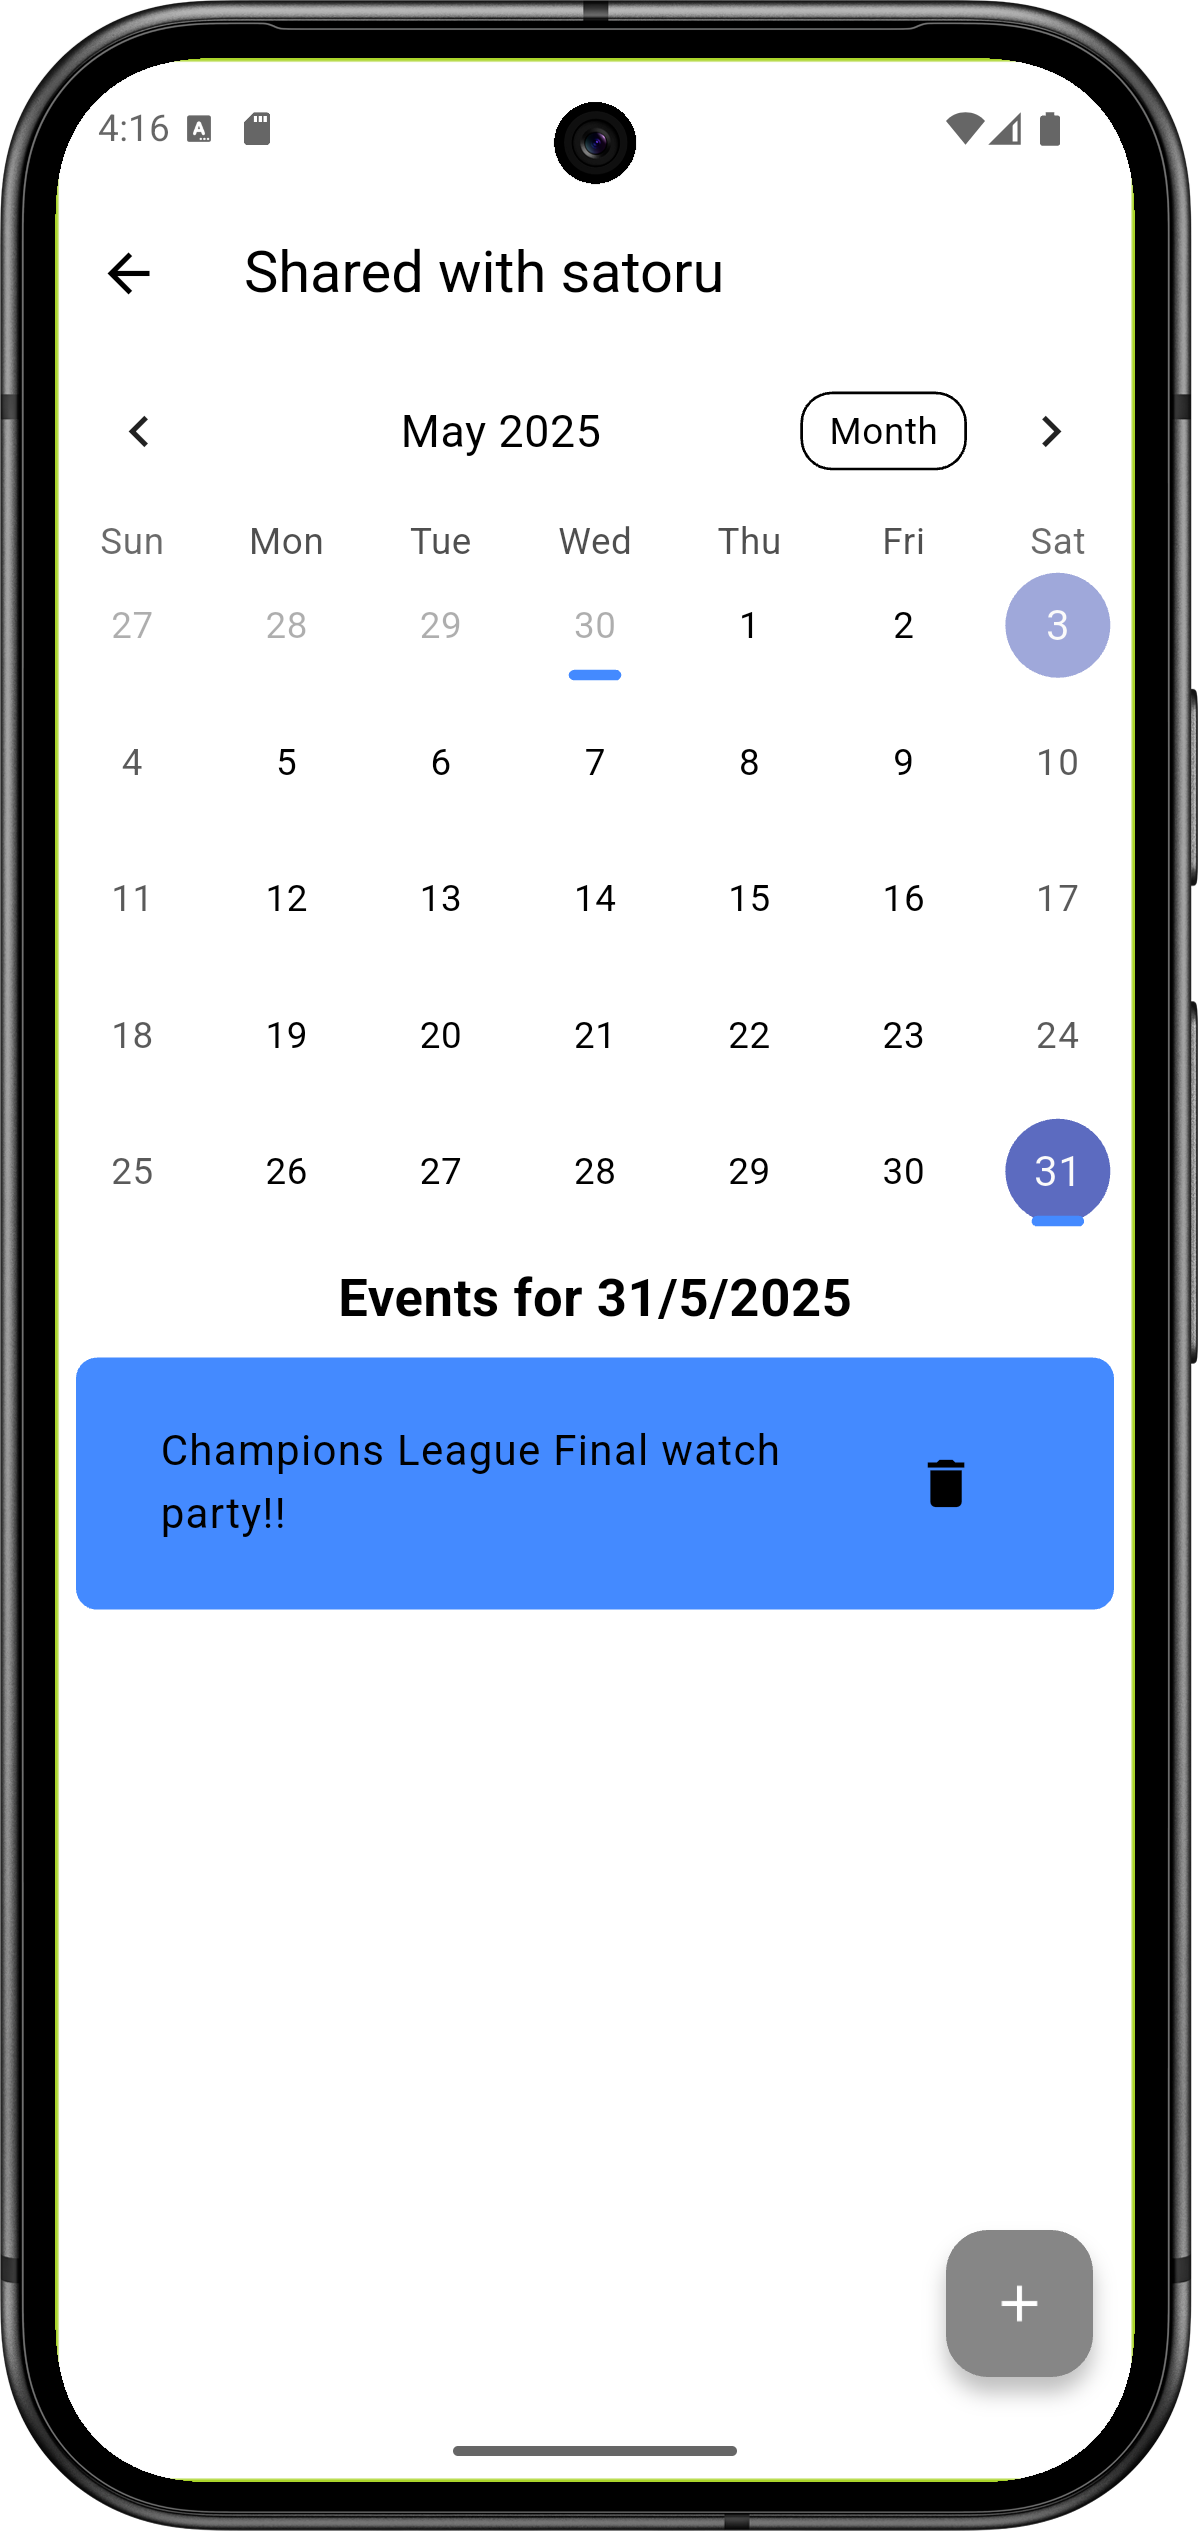 4:16
Shared with satoru
May 2025 Month
Sun Mon Tue Wed Thu Fri Sat
27 28 29 30 1 2 3
4 5 6 7 8 9 10
11 12 13 14 15 16 17
18 19 20 21 22 23 24
25 26 27 28 29 30 31
Events for 31/5/2025
Champions League Final watch
party!!